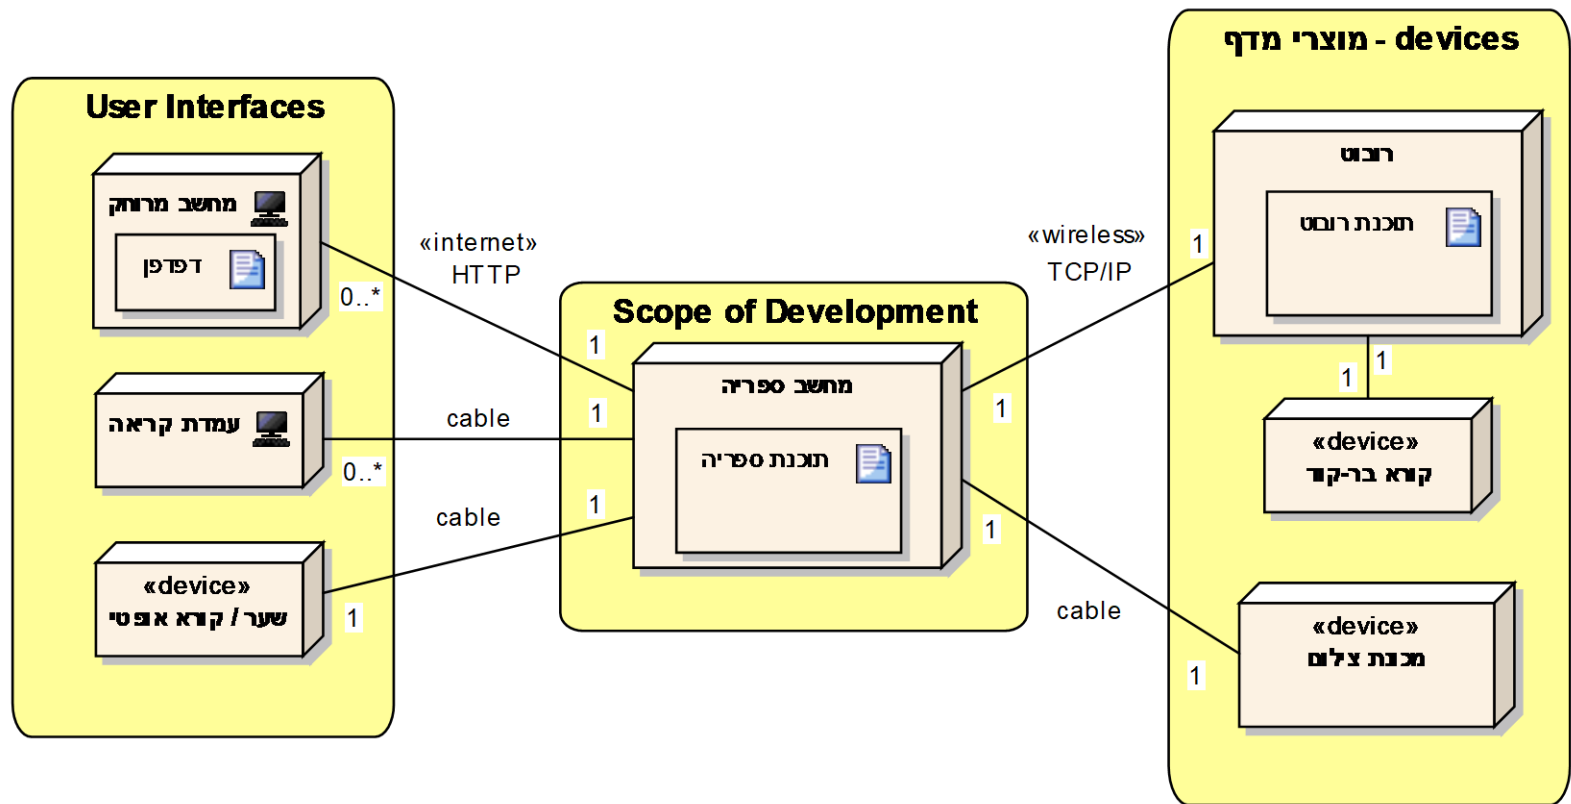 User Interfaces
מחשב מרוחק
דפדפן
0..*
עמדת קראה
0..*
«device»
שער / קורא אופטי
1
«internet»
HTTP
cable
cable
Scope of Development
1
1
1
מחשב ספריה
תוכנת ספריה
1
1
«wireless»
TCP/IP
cable
מוצרי מדף - devices
1
רובוט
תוכנת רובוט
1
1
«device»
קורא בר-קוד
1
«device»
מכונת צילום